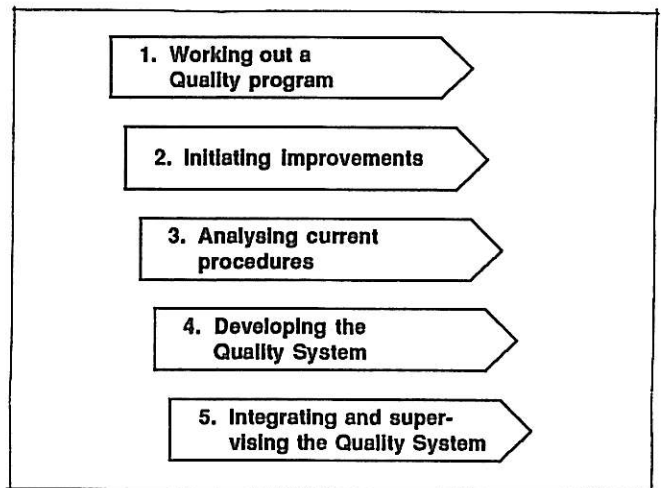 1. Working out a
Quality program
2. Initiating improvements
3. Analysing current
procedures
4. Developing the
Quality System
5. Integrating and super-
vising the Quality System